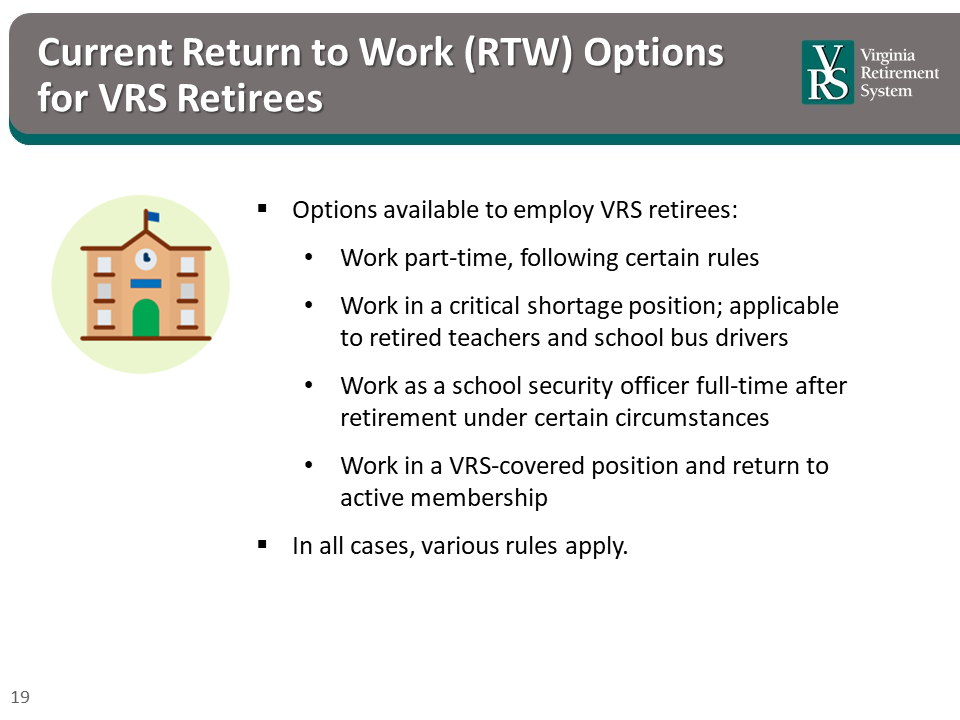 Current Return to Work (RTW) Options
for VRS Retirees
VRS
Virginia
Retirement
System
▪ Options available to employ VRS retirees:
• Work part-time, following certain rules
• Work in a critical shortage position; applicable
to retired teachers and school bus drivers
• Work as a school security officer full-time after
retirement under certain circumstances
• Work in a VRS-covered position and return to
active membership
▪ In all cases, various rules apply.
19